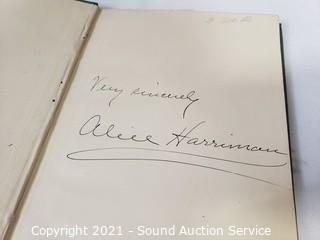 Very sincerely
Alice Harriman
Copyright 2021 - Sound Auction Service